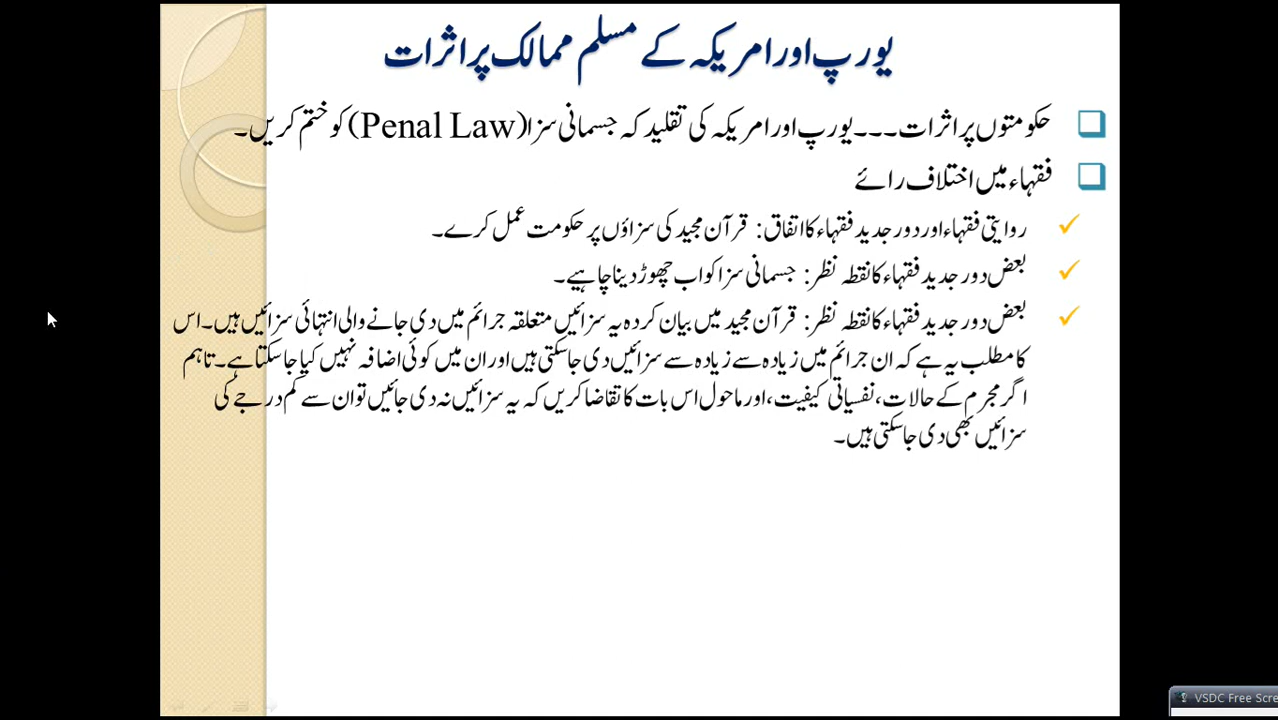 یورپ اور امریکہ کے مسلم ممالک پر اثرات
حکومتوں پر اثرات۔۔۔یورپ اور امریکہ کی تقلید کہ جسمانی سزا (Penal Law) کو ختم کریں۔
فقہاء میں اختلاف رائے
روایتی فقہاء اور دور جدید فقہاء کا اتفاق: قرآن مجید کی سزاؤں پر حکومت عمل کرے۔
بعض دور جدید فقہاء کا نقطہ نظر: جسمانی سزا کو اب چھوڑ دینا چاہیے۔
بعض دور جدید فقہاء کا نقطہ نظر: قرآن مجید میں بیان کردہ یہ سزائیں متعلقہ جرائم میں دی جانے والی انتہائی سزائیں ہیں۔ اس
کا مطلب یہ ہے کہ ان جرائم میں زیادہ سے زیادہ سے سزائیں دی جاسکتی ہیں اور ان میں کوئی اضافہ نہیں کیا جاسکتا ہے۔ تاہم
اگر مجرم کے حالات، نفسیاتی کیفیت، اور ماحول اس بات کا تقاضا کریں کہ یہ سزائیں نہ دی جائیں تو ان سے کم درجے کی
سزائیں بھی دی جاسکتی ہیں۔
VSDC Free Scre